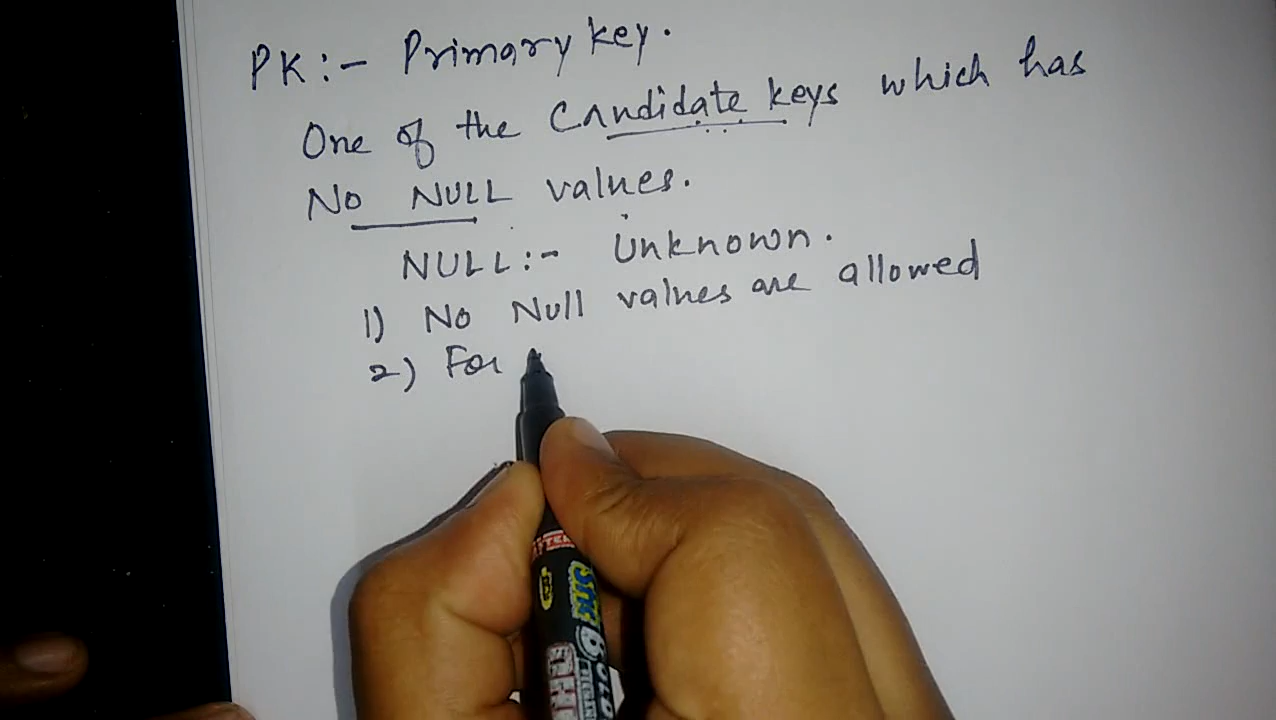 PK:- Primary key.
One of the Candidate keys which has
No NULL values.
NULL:- Unknown.
1) No Null values are allowed
2) For